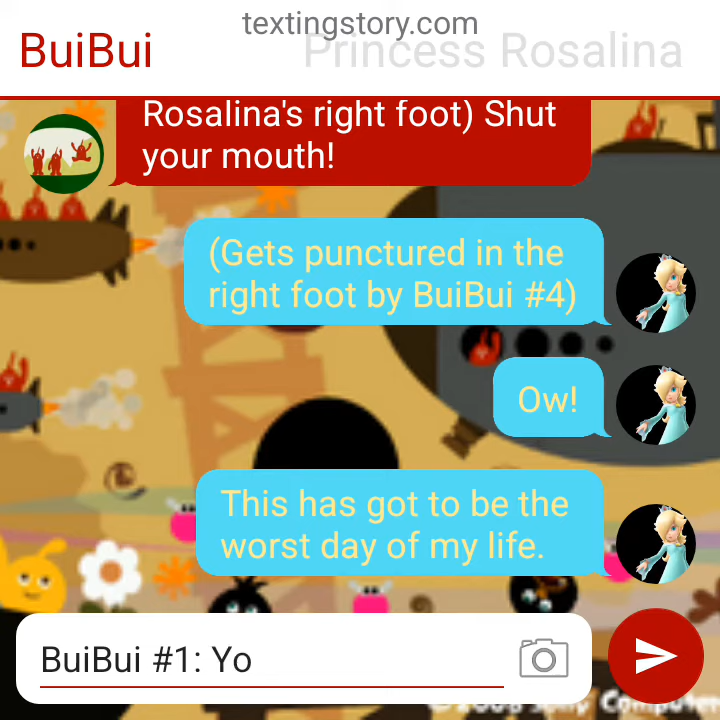 textingstory.com
BuiBui
Princess Rosalina
Rosalina's right foot) Shut
your mouth!
(Gets punctured in the
right foot by BuiBui #4)
Ow!
This has got to be the
worst day of my life.
BuiBui #1: Yo
Computer